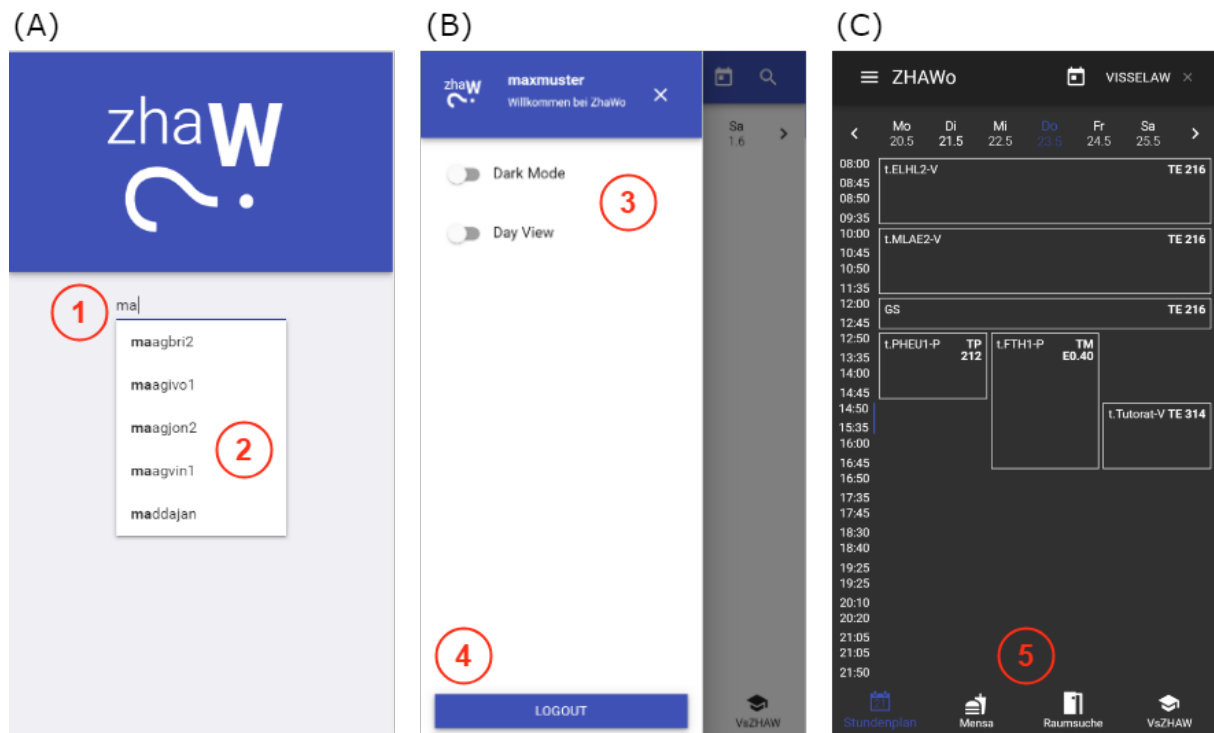 (A)
zhaW
1
ma
maagbri2
maagivo1
maagjon2
2
maagvin1
maddajan
(B)
zhaW
maxmuster
Willkommen bei ZhaWo
Sa
1.6
Dark Mode
3
Day View
4
LOGOUT
VsZHAW
(C)
ZHAWo VISSELAW
Mo Di Mi Do Fr Sa
20.5 21.5 22.5 23.5 24.5 25.5
08:00 t.ELHL2-V TE 216
08:45
08:50
09:35
10:00 t.MLAE2-V TE 216
10:45
10:50
11:35
12:00 GS TE 216
12:45
12:50 t.PHEU1-P TP t.FTH1-P TM
13:35 212 E0.40
14:00
14:45
14:50 t.Tutorat-V TE 314
15:35
16:00
16:45
16:50
17:35
17:45
18:30
18:40
19:25
19:25
20:10
20:20
21:05
21:05
21:50
5
21
Stundenplan Mensa Raumsuche VsZHAW